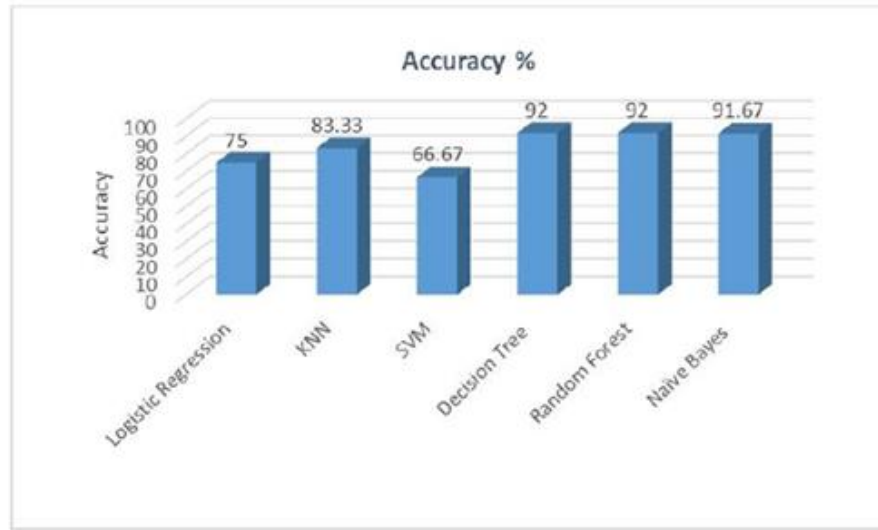 Accuracy %
75
83.33
66.67
92
92
91.67
Accuracy
100
90
80
70
60
50
40
30
20
10
0
Logistic Regression
KNN
SVM
Decision Tree
Random Forest
Naïve Bayes